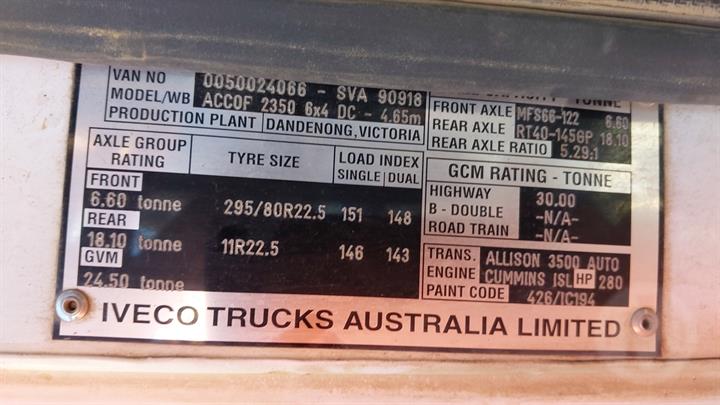 VAN NO 0050024066 - SVA 90918
MODEL/WB ACCOF 2350 6x4 DC - 4.65m
PRODUCTION PLANT DANDENONG, VICTORIA
FRONT AXLE MFS66-122 6.60
REAR AXLE RT40-145GP 18.10
REAR AXLE RATIO 5.29:1
AXLE GROUP RATING TYRE SIZE LOAD INDEX
SINGLE DUAL
FRONT
6.60 tonne 295/80R22.5 151 148
REAR
18.10 tonne 11R22.5 146 143
GVM
24.50 tonne
GCM RATING - TONNE
HIGHWAY 30.00
B - DOUBLE -N/A-
ROAD TRAIN -N/A-
TRANS. ALLISON 3500 AUTO
ENGINE CUMMINS ISL HP 280
PAINT CODE 426/IC194
IVECO TRUCKS AUSTRALIA LIMITED